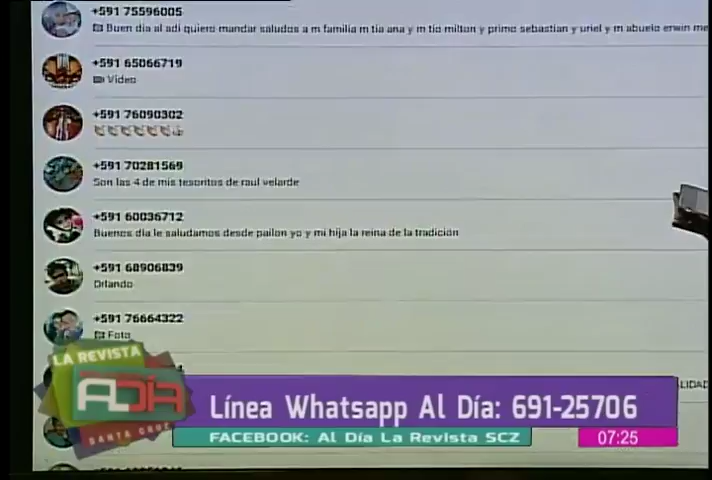 +591 75596005
Buen dia al adi quiero mandar saludos a m familia m tia ana y m tio milton y primo sebastian y uriel y m abuelo erwin me
+591 65066719
Video
+591 76090302
+591 70281569
Son las 4 de mis tesoritos de raul velarde
+591 60036712
Buenos dia le saludamos desde pailon yo y mi hija la reina de la tradición
+591 68906839
Orlando
+591 76664322
Foto
4
LIDAD
LA REVISTA
AL DÍA
SANTA CRUZ
Línea Whatsapp Al Día: 691-25706
FACEBOOK: Al Día La Revista SCZ
07:25